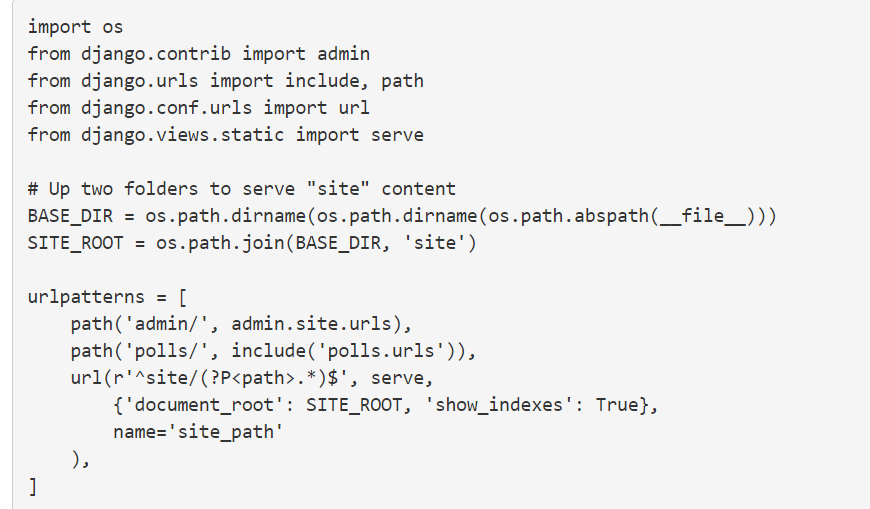 import os
from django.contrib import admin
from django.urls import include, path
from django.conf.urls import url
from django.views.static import serve

# Up two folders to serve "site" content
BASE_DIR = os.path.dirname(os.path.dirname(os.path.abspath(__file__)))
SITE_ROOT = os.path.join(BASE_DIR, 'site')

urlpatterns = [
    path('admin/', admin.site.urls),
    path('polls/', include('polls.urls')),
    url(r'^site/(?P<path>.*)$', serve,
        {'document_root': SITE_ROOT, 'show_indexes': True},
        name='site_path'
    ),
]